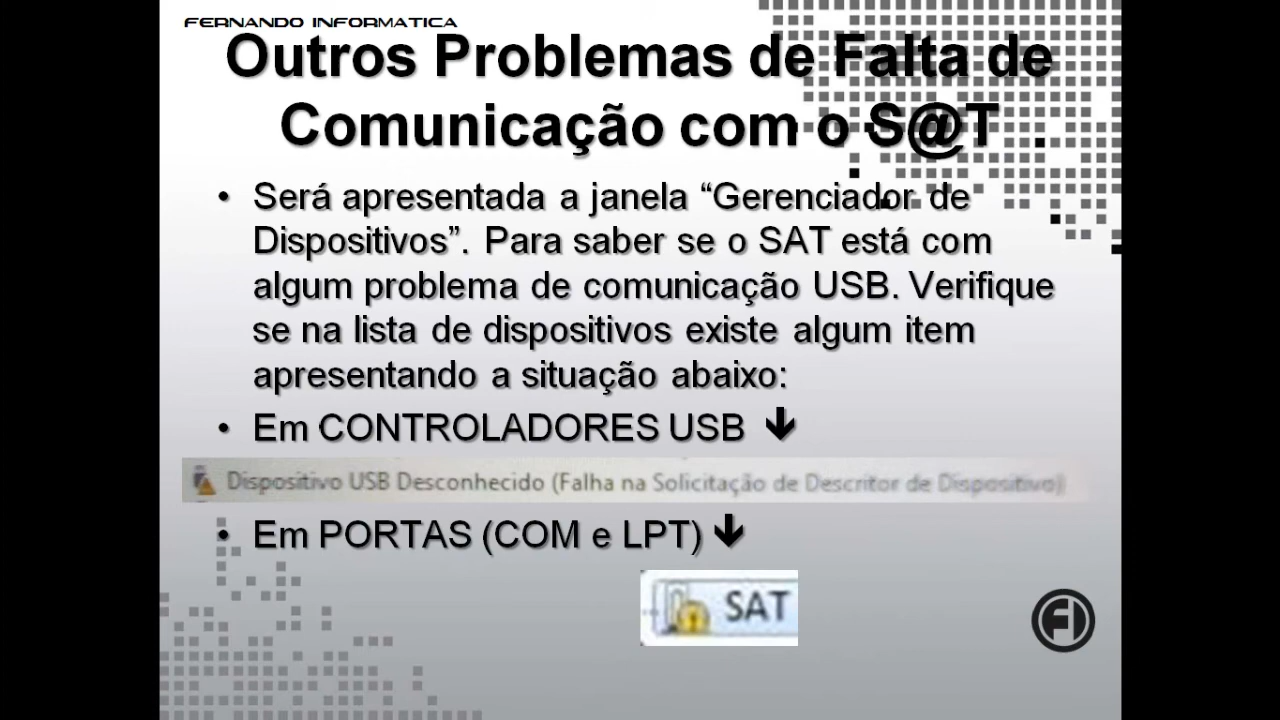 FERNANDO INFORMATICA
Outros Problemas de Falta de
Comunicação com o S@T
• Será apresentada a janela “Gerenciador de
Dispositivos”. Para saber se o SAT está com
algum problema de comunicação USB. Verifique
se na lista de dispositivos existe algum item
apresentando a situação abaixo:
• Em CONTROLADORES USB 🡫
Dispositivo USB Desconhecido (Falha na Solicitação de Descritor de Dispositivo)
• Em PORTAS (COM e LPT) 🡫
SAT
FI